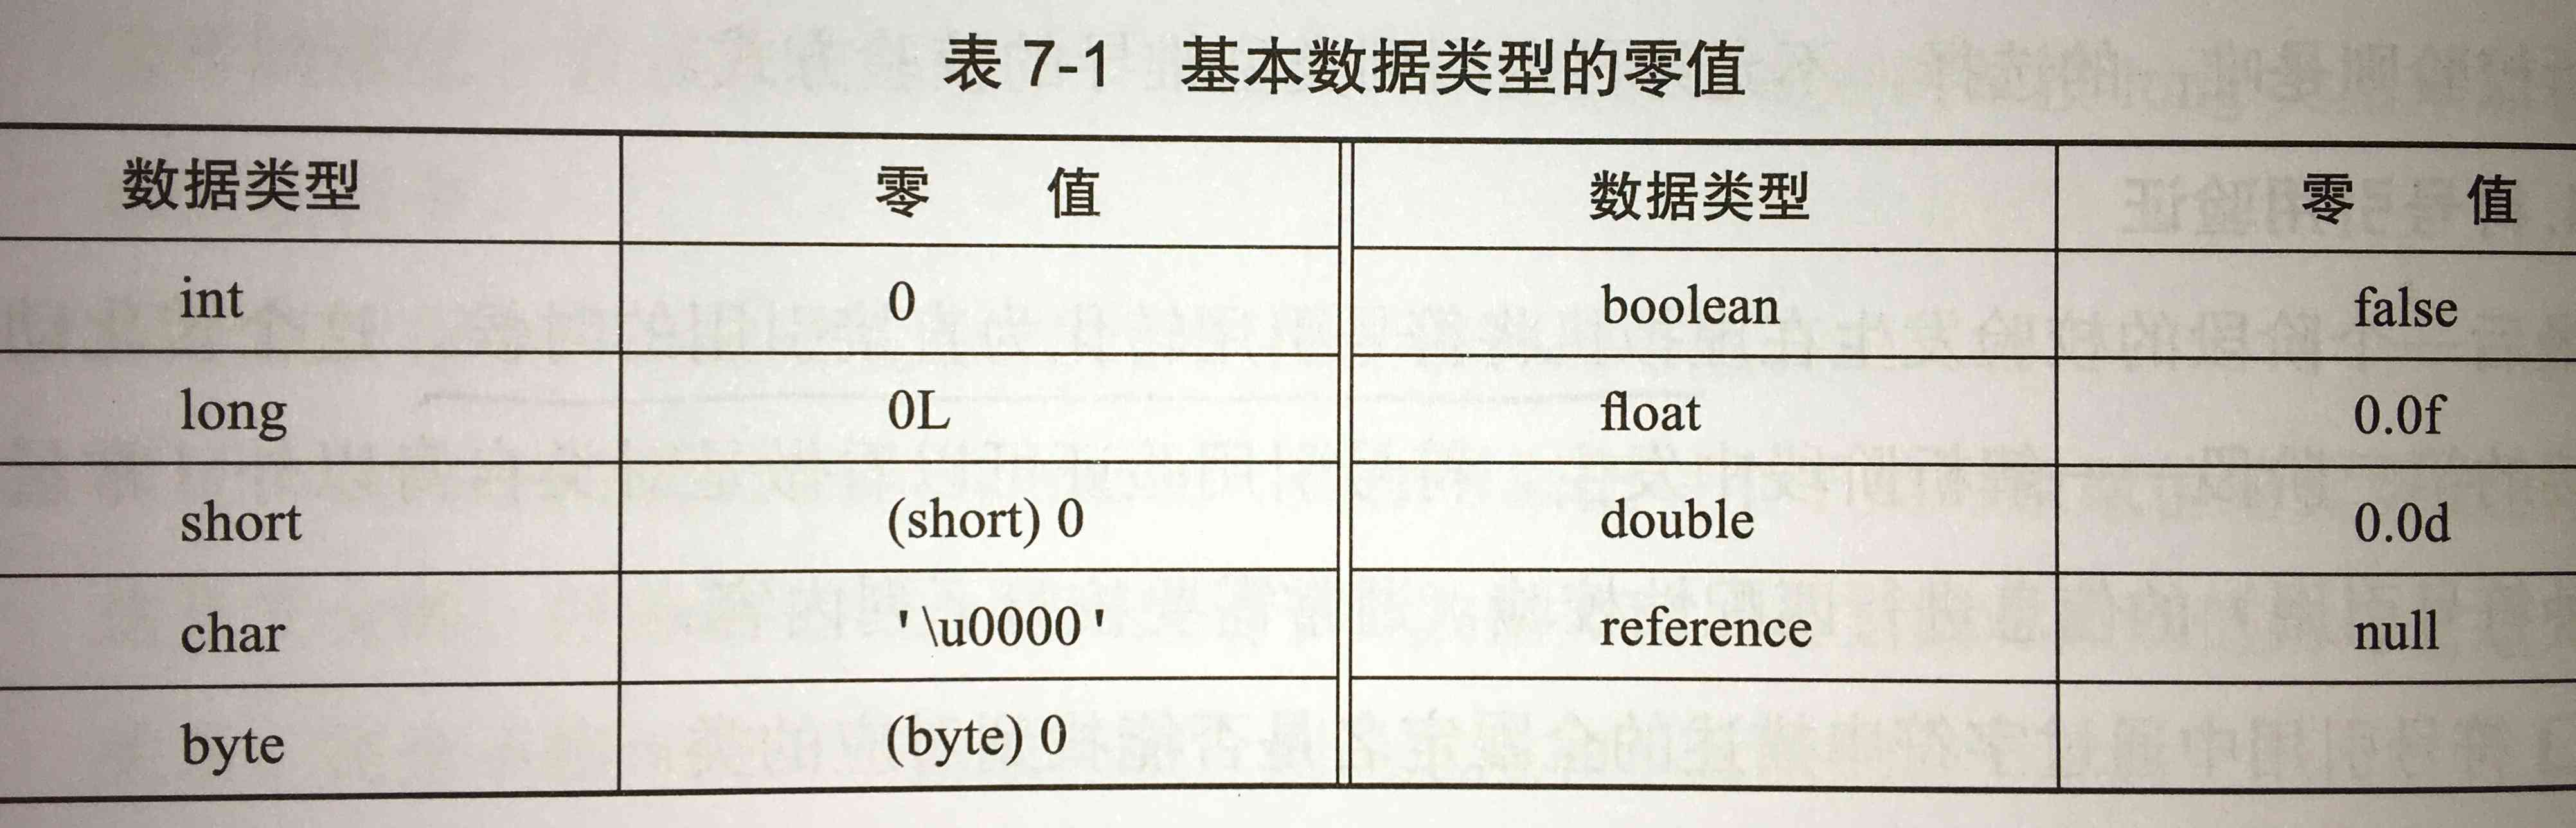 表 7-1 基本数据类型的零值
数据类型 零 值 数据类型 零 值
int 0 boolean false
long 0L float 0.0f
short (short) 0 double 0.0d
char '\u0000' reference null
byte (byte) 0